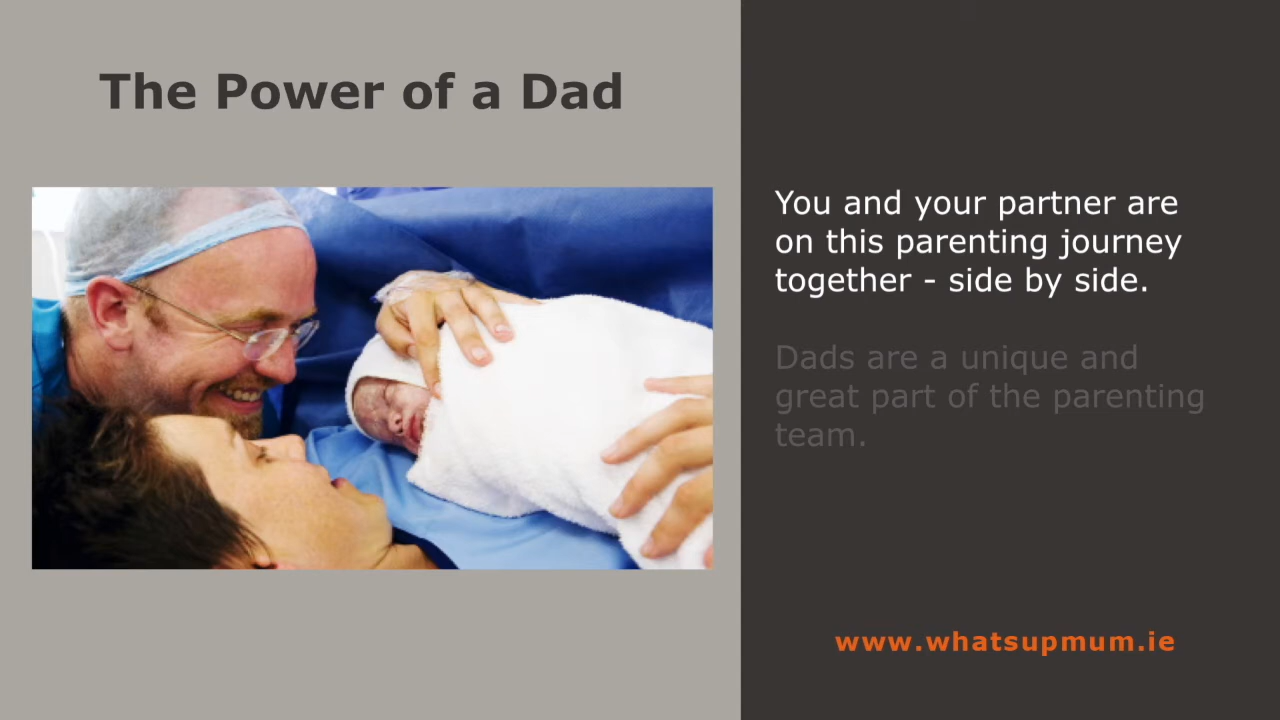 The Power of a Dad
You and your partner are
on this parenting journey
together - side by side.
Dads are a unique and
great part of the parenting
team.
www.whatsupmum.ie